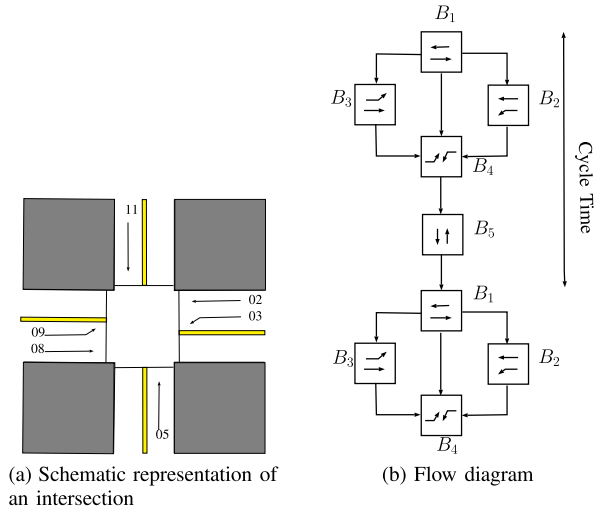 11
02
03
09
08
05
(a) Schematic representation of
an intersection
B1
B3
B2
B4
B5
B1
B3
B2
B4
Cycle Time
(b) Flow diagram